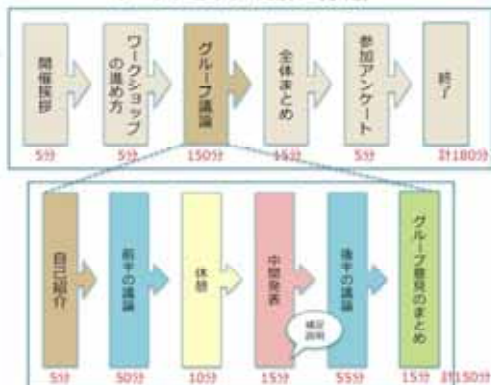 開催挨拶
ワークショップ
の進め方
グループ議論
全体まとめ
参加アンケート
終了
5分
5分
150分
15分
5分
計180分
自己紹介
前半の議論
休憩
中間発表
補足
説明
後半の議論
グループ意見のまとめ
5分
50分
10分
15分
55分
15分
計150分